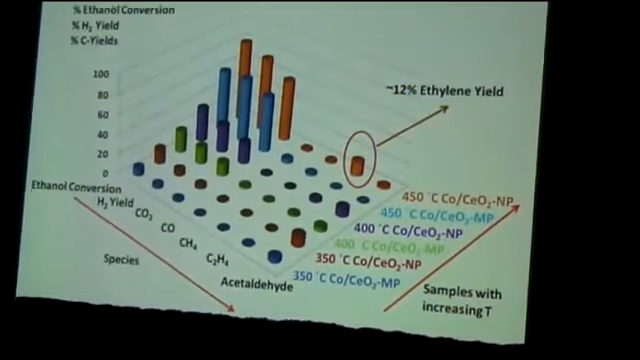 % Ethanol Conversion
% H₂ Yield
% C-Yields
100
80
60
40
20
0
~12% Ethylene Yield
Ethanol Conversion
H₂ Yield
CO₂
CO
CH₄
C₂H₄
Acetaldehyde
Species
450 °C Co/CeO₂-NP
450 °C Co/CeO₂-MP
400 °C Co/CeO₂-NP
400 °C Co/CeO₂-MP
350 °C Co/CeO₂-NP
350 °C Co/CeO₂-MP
Samples with
increasing T